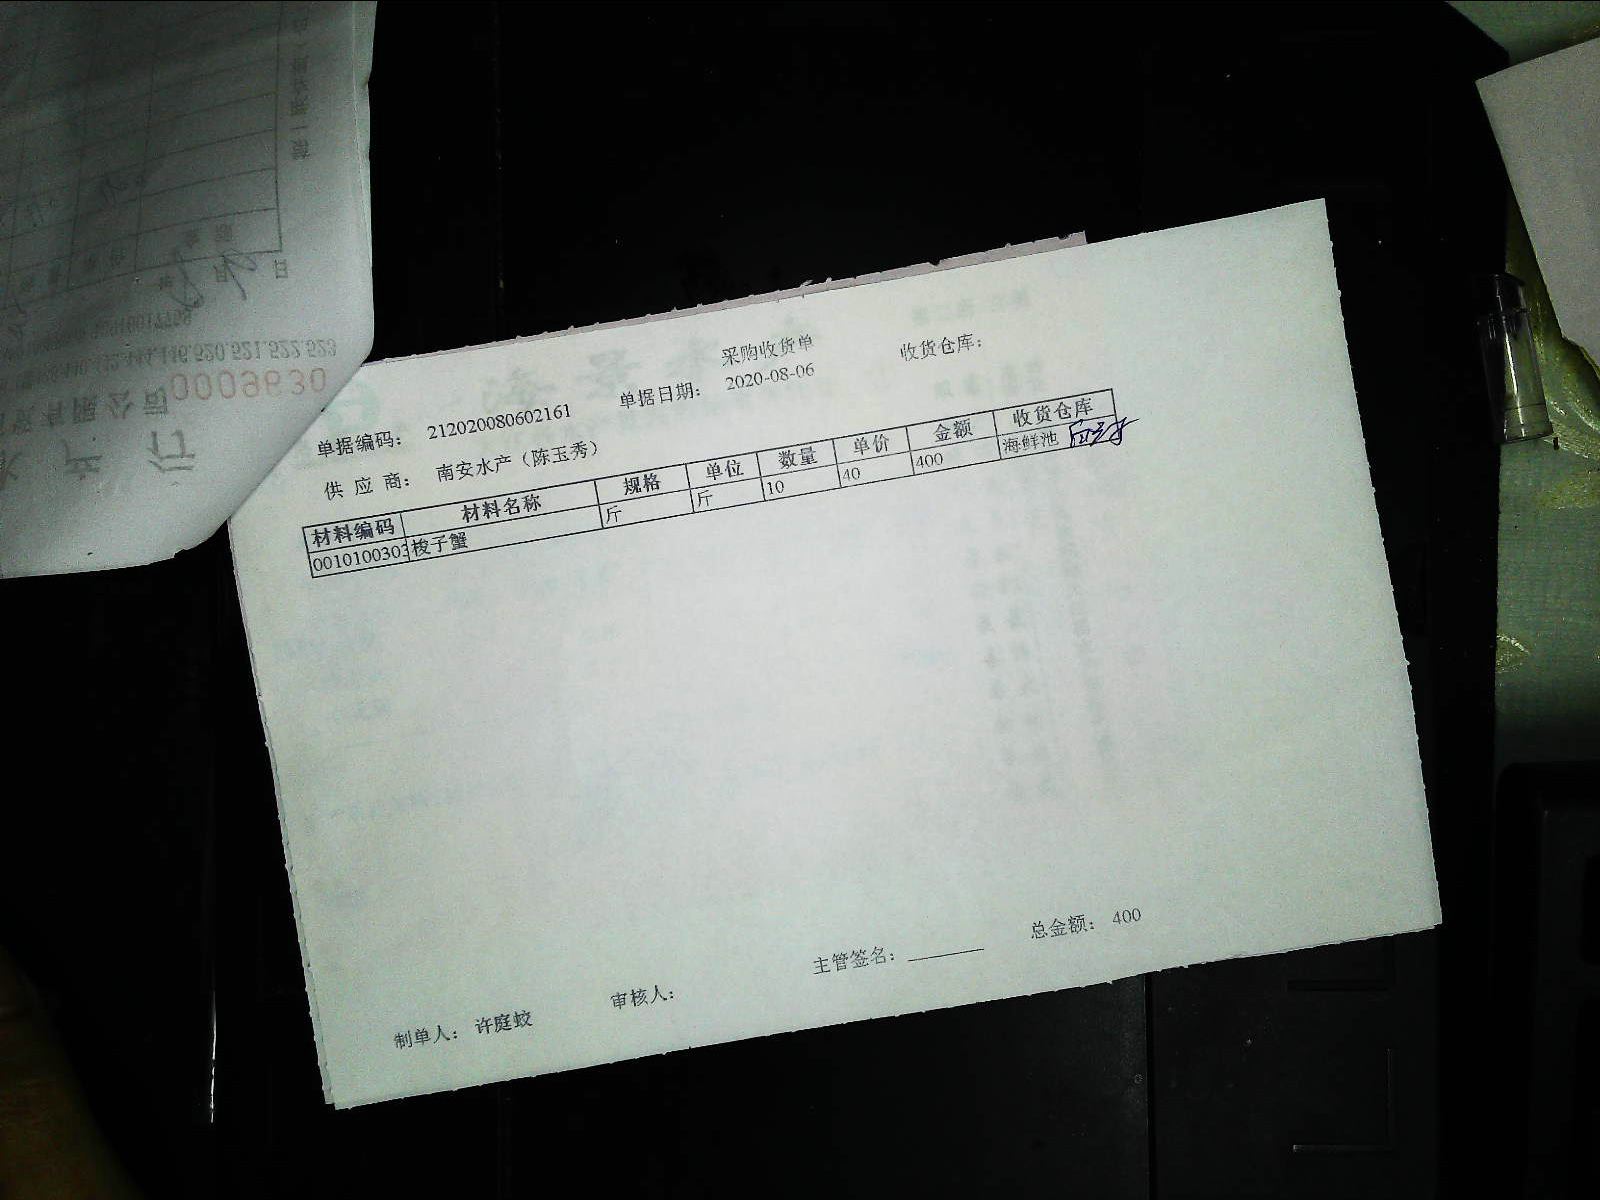 采购收货单
单据编码： 212020080602161 单据日期： 2020-08-06 收货仓库：
供 应 商： 南安水产（陈玉秀）
材料编码 材料名称 规格 单位 数量 单价 金额 收货仓库
0010100303 梭子蟹 斤 斤 10 40 400 海鲜池
主管签名： 总金额： 400
制单人： 许庭蛟 审核人：
0009630